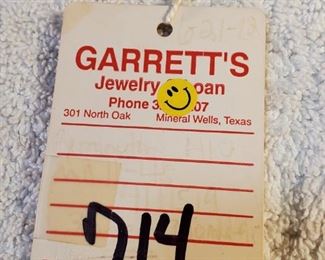 GARRETT'S
Jewelry Loan
Phone 3 07
301 North Oak Mineral Wells, Texas
714